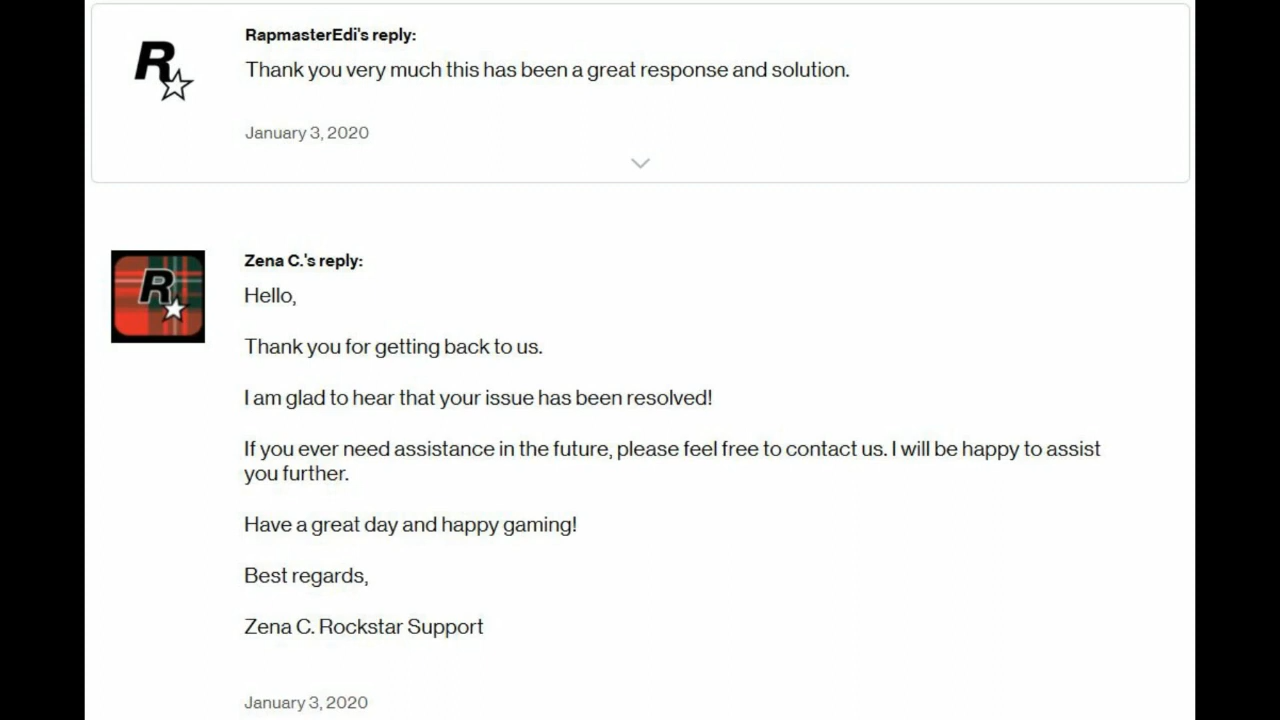 RapmasterEdi's reply:
Thank you very much this has been a great response and solution.
January 3, 2020
Zena C.'s reply:
Hello,
Thank you for getting back to us.
I am glad to hear that your issue has been resolved!
If you ever need assistance in the future, please feel free to contact us. I will be happy to assist
you further.
Have a great day and happy gaming!
Best regards,
Zena C. Rockstar Support
January 3, 2020